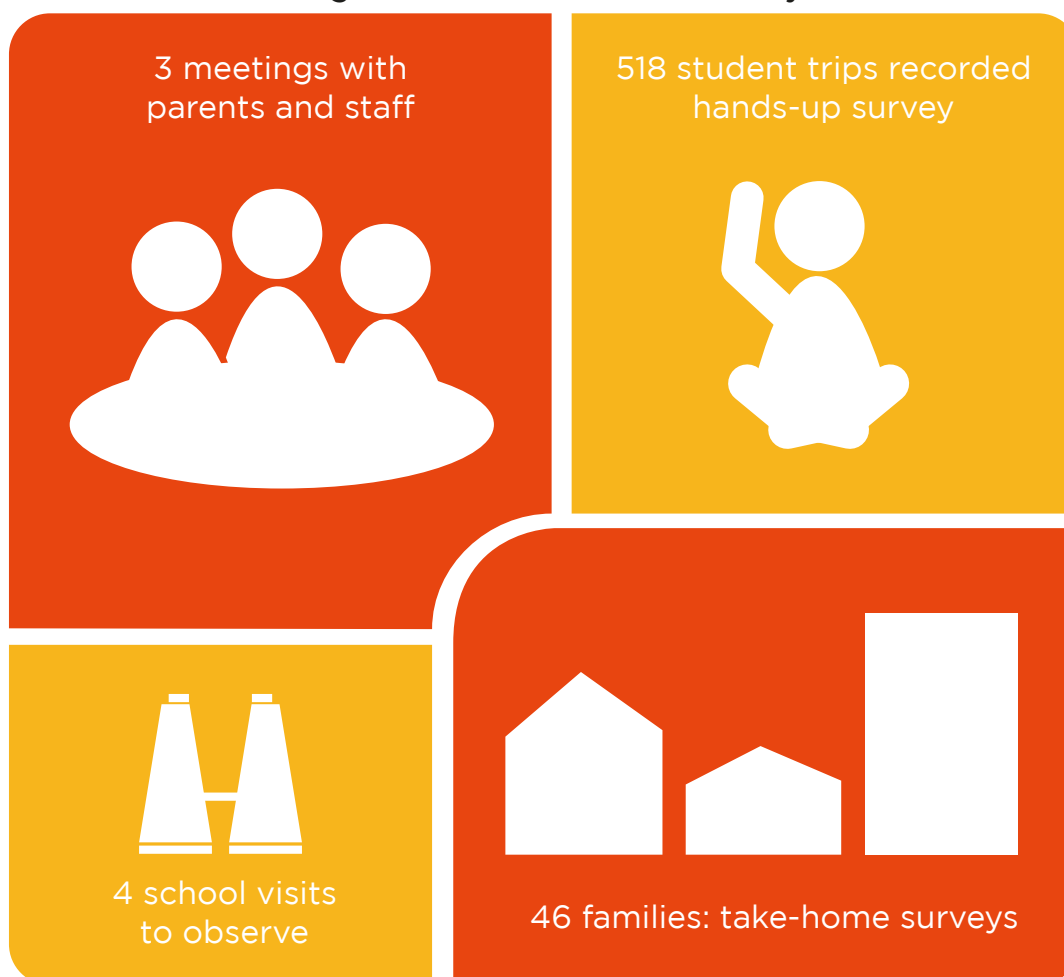 3 meetings with
parents and staff
518 student trips recorded
hands-up survey
4 school visits
to observe
46 families: take-home surveys